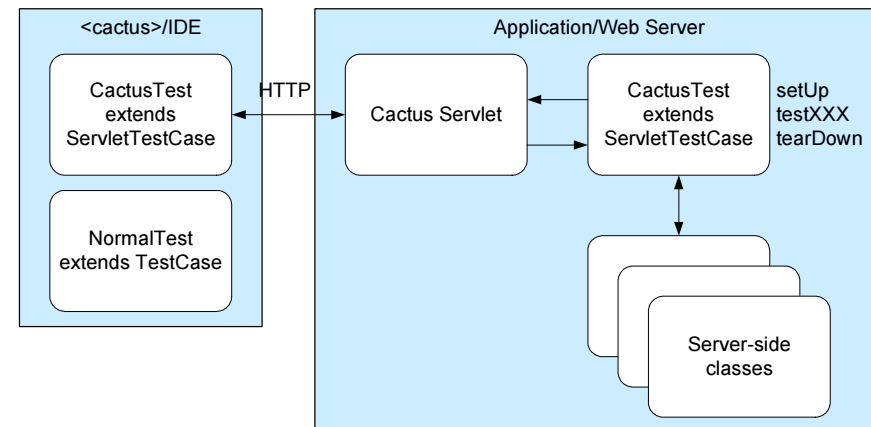 <cactus>/IDE
CactusTest
extends
ServletTestCase
NormalTest
extends TestCase
HTTP
Application/Web Server
Cactus Servlet
CactusTest
extends
ServletTestCase
setUp
testXXX
tearDown
Server-side
classes